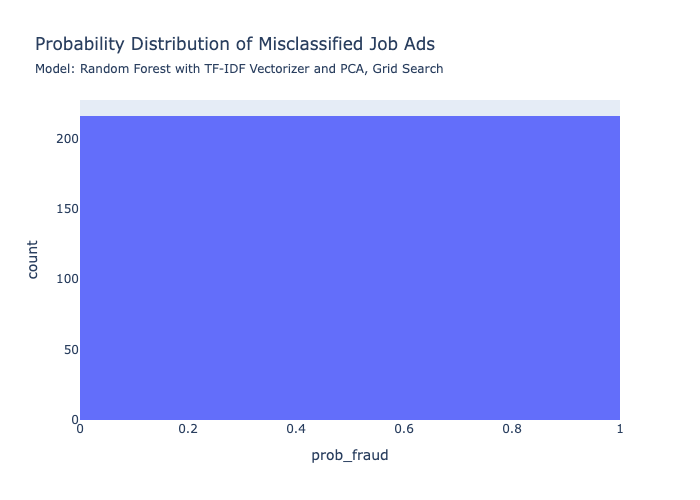 Probability Distribution of Misclassified Job Ads
Model: Random Forest with TF-IDF Vectorizer and PCA, Grid Search
200
150
100
50
0
count
0 0.2 0.4 0.6 0.8 1
prob_fraud